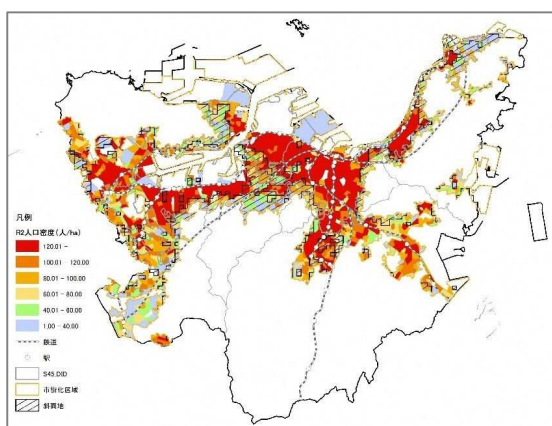 凡例
R2人口密度(人/ha)
120.01 -
100.01 - 120.00
80.01 - 100.00
60.01 - 80.00
40.01 - 60.00
1.00 - 40.00
鉄道
駅
S45.DID
市街化区域
斜面地